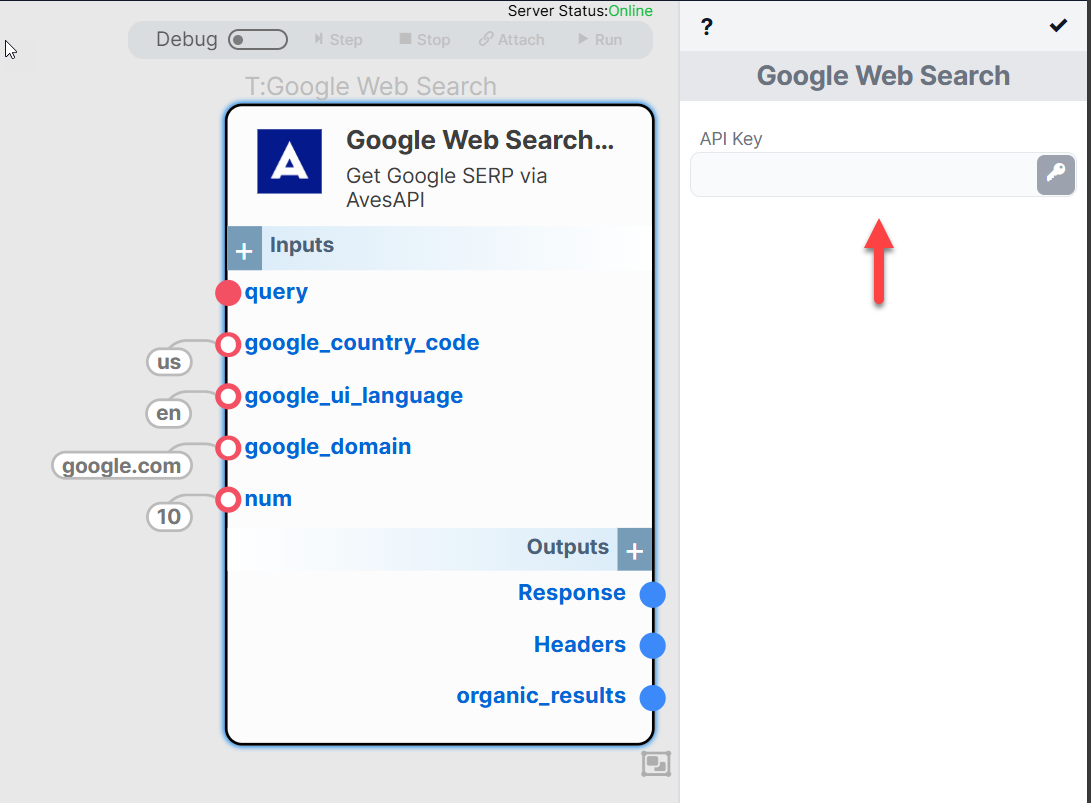 Server Status:Online
Debug
Step
Stop
Attach
Run
?
Google Web Search
T:Google Web Search
API Key
A
Google Web Search...
Get Google SERP via
AvesAPI
+ Inputs
query
google_country_code
us
google_ui_language
en
google_domain
google.com
num
10
Outputs +
Response
Headers
organic_results